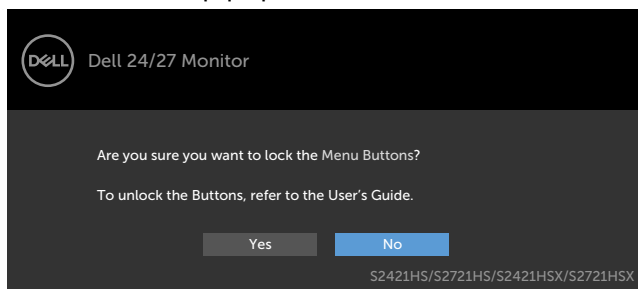 DELL
Dell 24/27 Monitor
Are you sure you want to lock the Menu Buttons?
To unlock the Buttons, refer to the User's Guide.
Yes
No
S2421HS/S2721HS/S2421HSX/S2721HSX